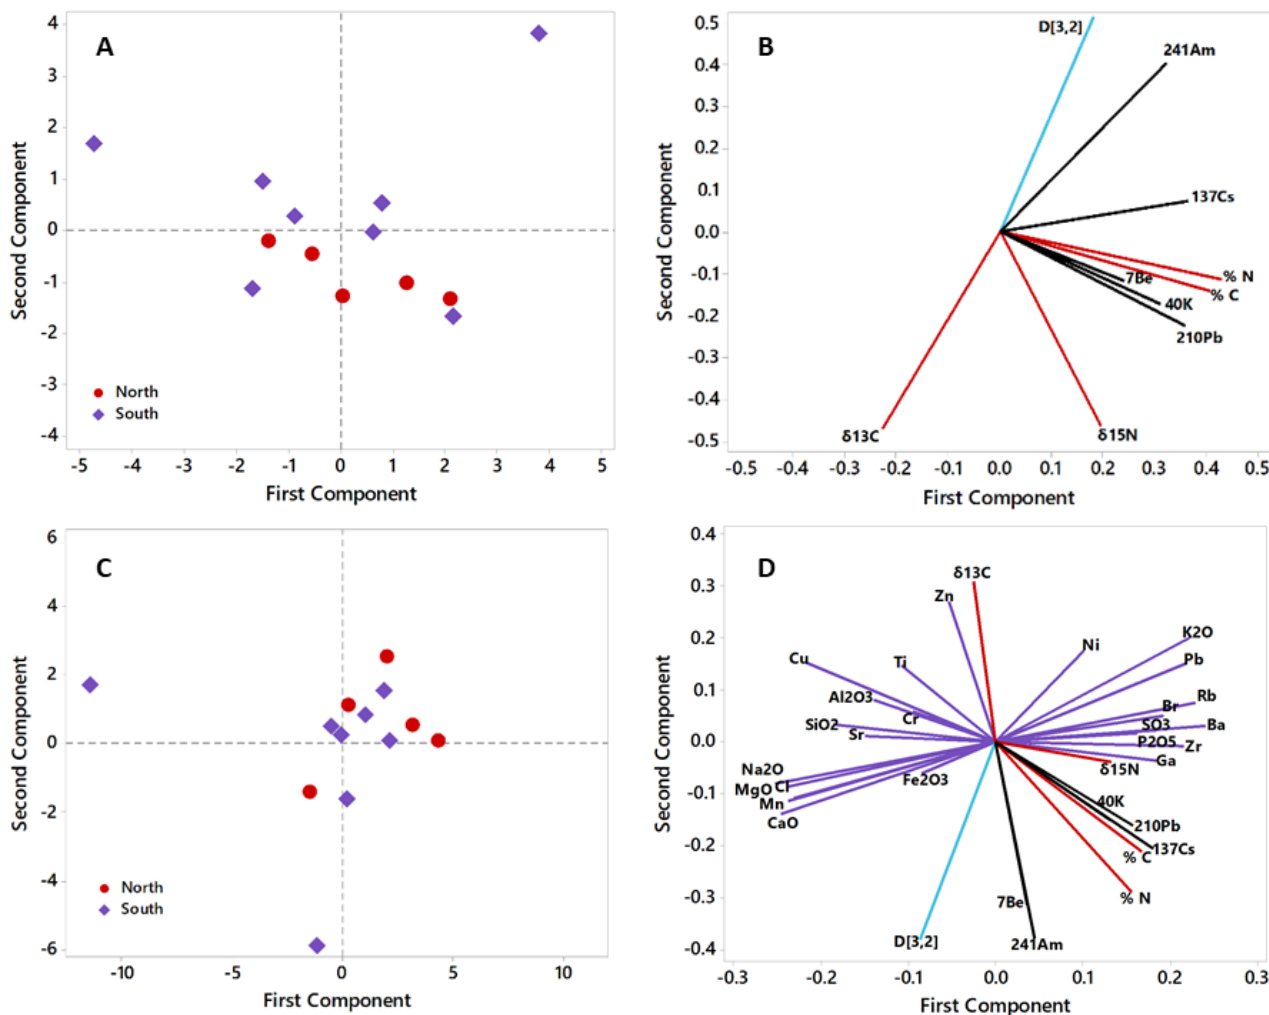 A
4
3
2
1
0
-1
-2
-3
-4
Second Component
North
South
-5 -4 -3 -2 -1 0 1 2 3 4 5
First Component
B
0.5
0.4
0.3
0.2
0.1
0.0
-0.1
-0.2
-0.3
-0.4
-0.5
Second Component
D[3,2]
241Am
137Cs
% N
7Be
% C
40K
210Pb
δ13C
δ15N
-0.5 -0.4 -0.3 -0.2 -0.1 0.0 0.1 0.2 0.3 0.4 0.5
First Component
C
6
4
2
0
-2
-4
-6
Second Component
North
South
-10 -5 0 5 10
First Component
D
0.4
0.3
0.2
0.1
0.0
-0.1
-0.2
-0.3
-0.4
Second Component
δ13C
Zn
K2O
Ni
Cu
Ti
Pb
Al2O3
Rb
Br
Cr
SiO2
SO3
Ba
Sr
P2O5
Zr
Ga
Na2O
δ15N
Fe2O3
MgO
Cl
Mn
40K
CaO
210Pb
137Cs
% C
% N
7Be
D[3,2]
241Am
-0.3 -0.2 -0.1 0.0 0.1 0.2 0.3
First Component